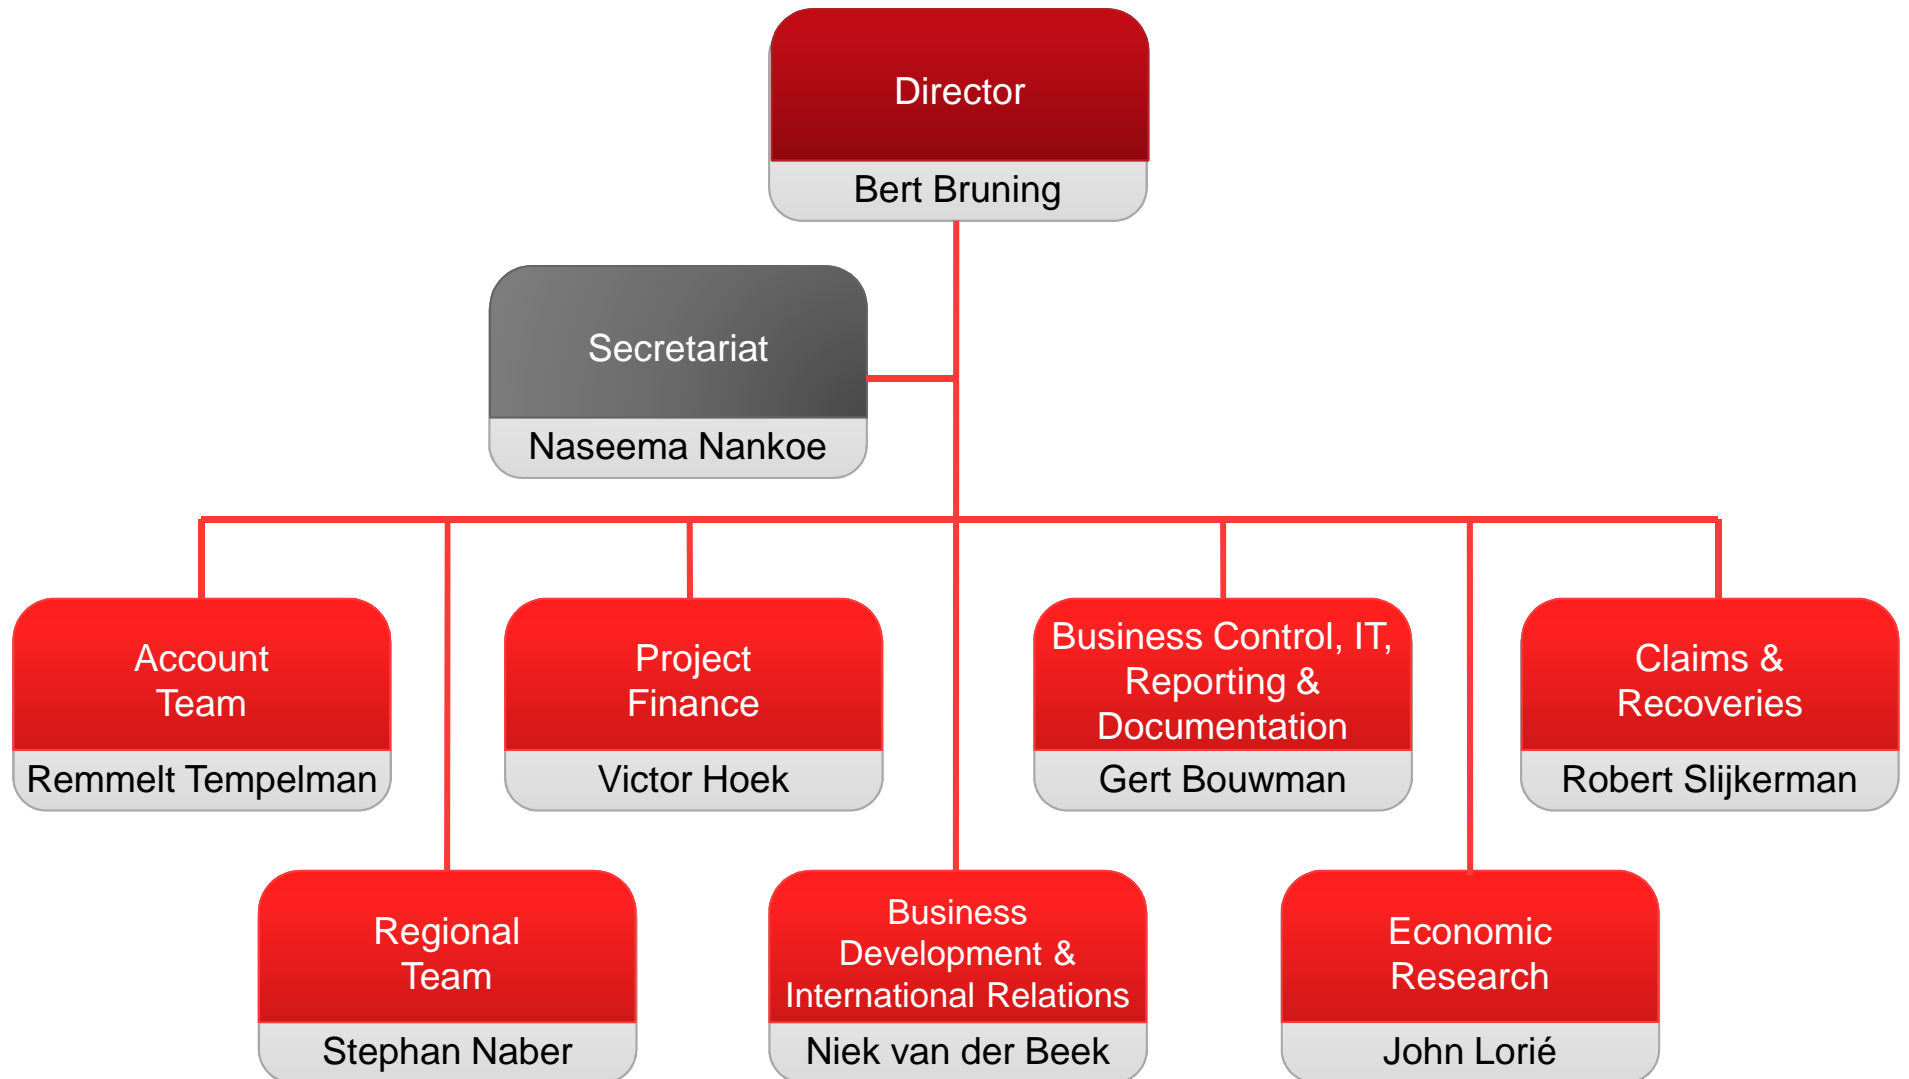 Director
Bert Bruning
Secretariat
Naseema Nankoe
Account
Team
Remmelt Tempelman
Project
Finance
Victor Hoek
Business Control, IT,
Reporting &
Documentation
Gert Bouwman
Claims &
Recoveries
Robert Slijkerman
Regional
Team
Stephan Naber
Business
Development &
International Relations
Niek van der Beek
Economic
Research
John Lorié